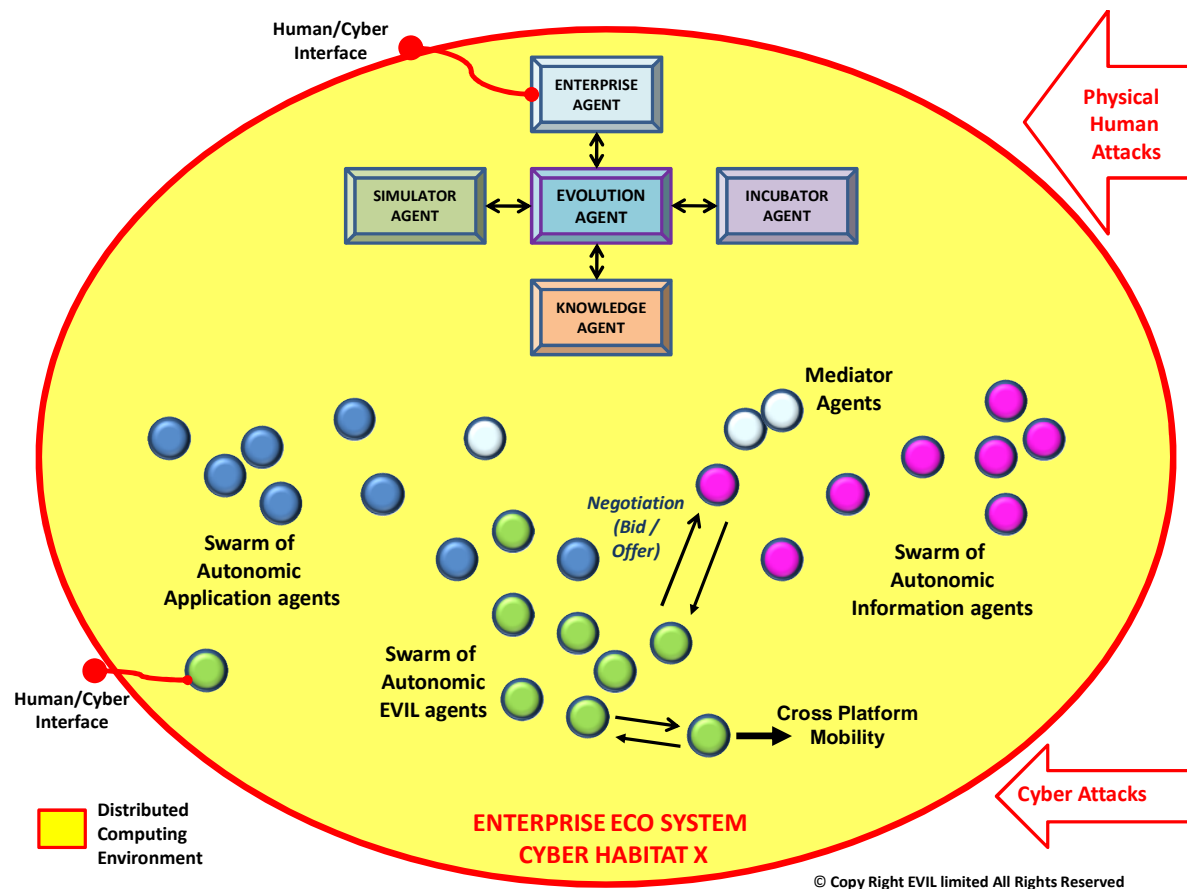 Human/Cyber
Interface
ENTERPRISE
AGENT
Physical
Human
Attacks
SIMULATOR
AGENT
EVOLUTION
AGENT
INCUBATOR
AGENT
KNOWLEDGE
AGENT
Mediator
Agents
Negotiation
(Bid /
Offer)
Swarm of
Autonomic
Application agents
Swarm of
Autonomic
Information agents
Swarm of
Autonomic
EVIL agents
Human/Cyber
Interface
Cross Platform
Mobility
Cyber Attacks
Distributed
Computing
Environment
ENTERPRISE ECO SYSTEM
CYBER HABITAT X
© Copy Right EVIL limited All Rights Reserved